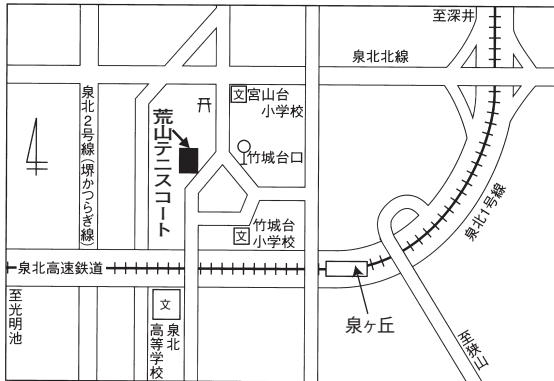 至深井
泉北北線
文
宮山台
小学校
泉北2号線(堺かつらぎ線)
荒山テニスコート
竹城台口
竹城台
小学校
文
泉北1号線
泉北高速鉄道
至光明池
文
泉北
高等学校
泉ヶ丘
至狭山